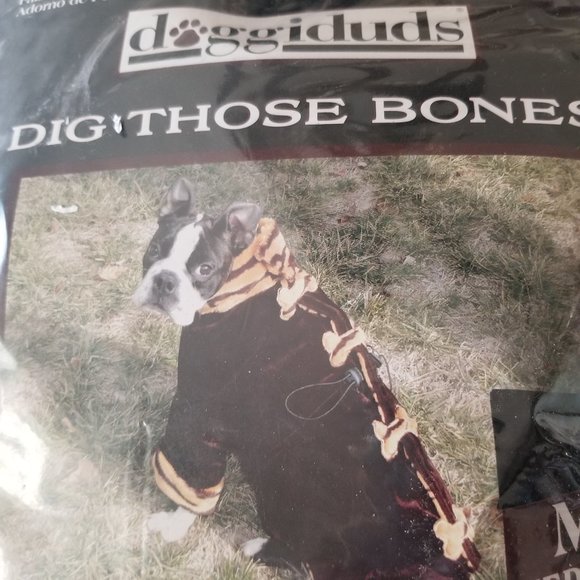 Adorno de
doggiduds
DIG THOSE BONES
M